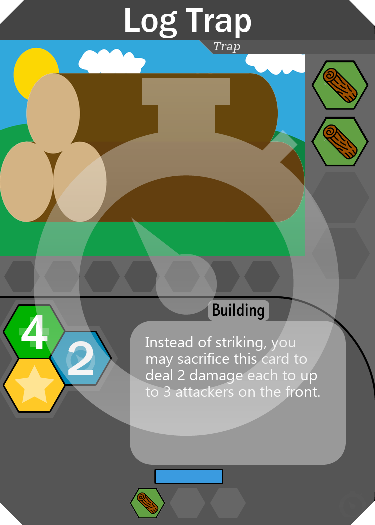 Log Trap
Trap
Building
4
2
Instead of striking, you
may sacrifice this card to
deal 2 damage each to up
to 3 attackers on the front.